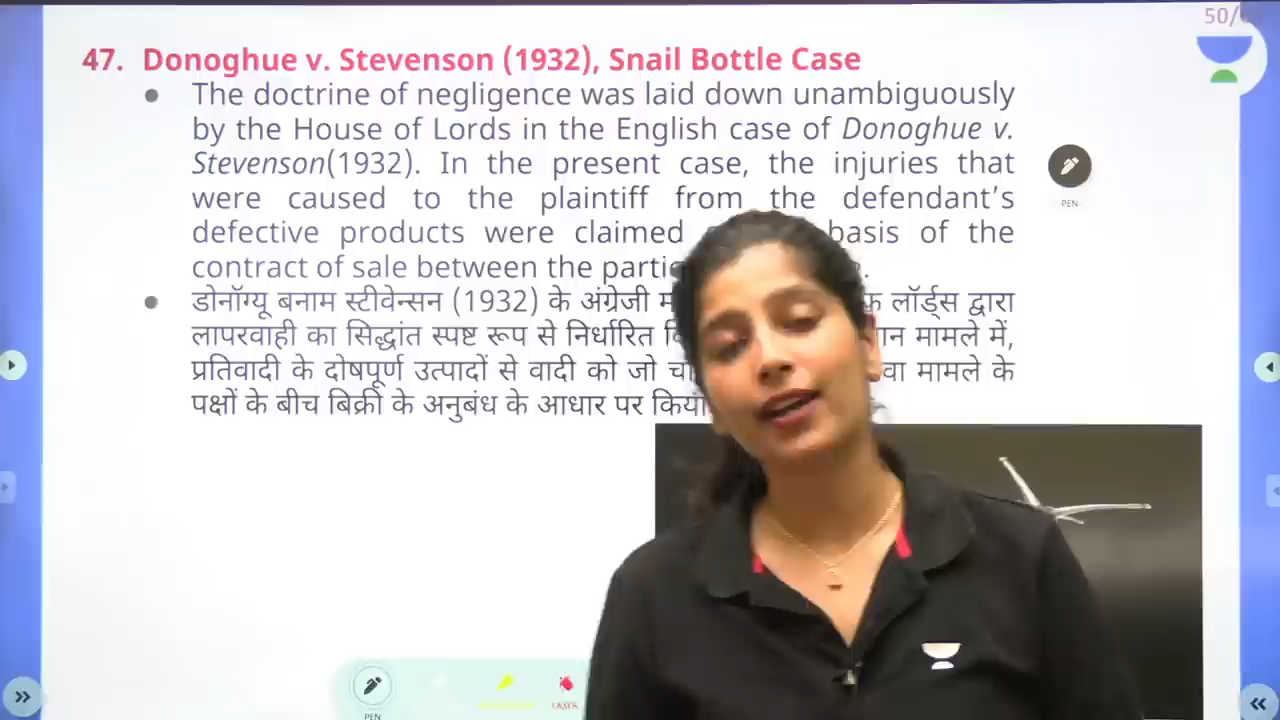 50/
47. Donoghue v. Stevenson (1932), Snail Bottle Case
● The doctrine of negligence was laid down unambiguously
by the House of Lords in the English case of Donoghue v.
Stevenson(1932). In the present case, the injuries that
were caused to the plaintiff from the defendant’s
defective products were claimed basis of the
contract of sale between the
● डोनॉग्यू बनाम स्टीवेन्सन (1932) के अंग्रेजी लॉर्ड्स द्वारा
लापरवाही का सिद्धांत स्पष्ट रूप से निर्धारित मामले में,
प्रतिवादी के दोषपूर्ण उत्पादों से वादी को जो मामले के
पक्षों के बीच बिक्री के अनुबंध के आधार पर
PEN
PEN
LASER